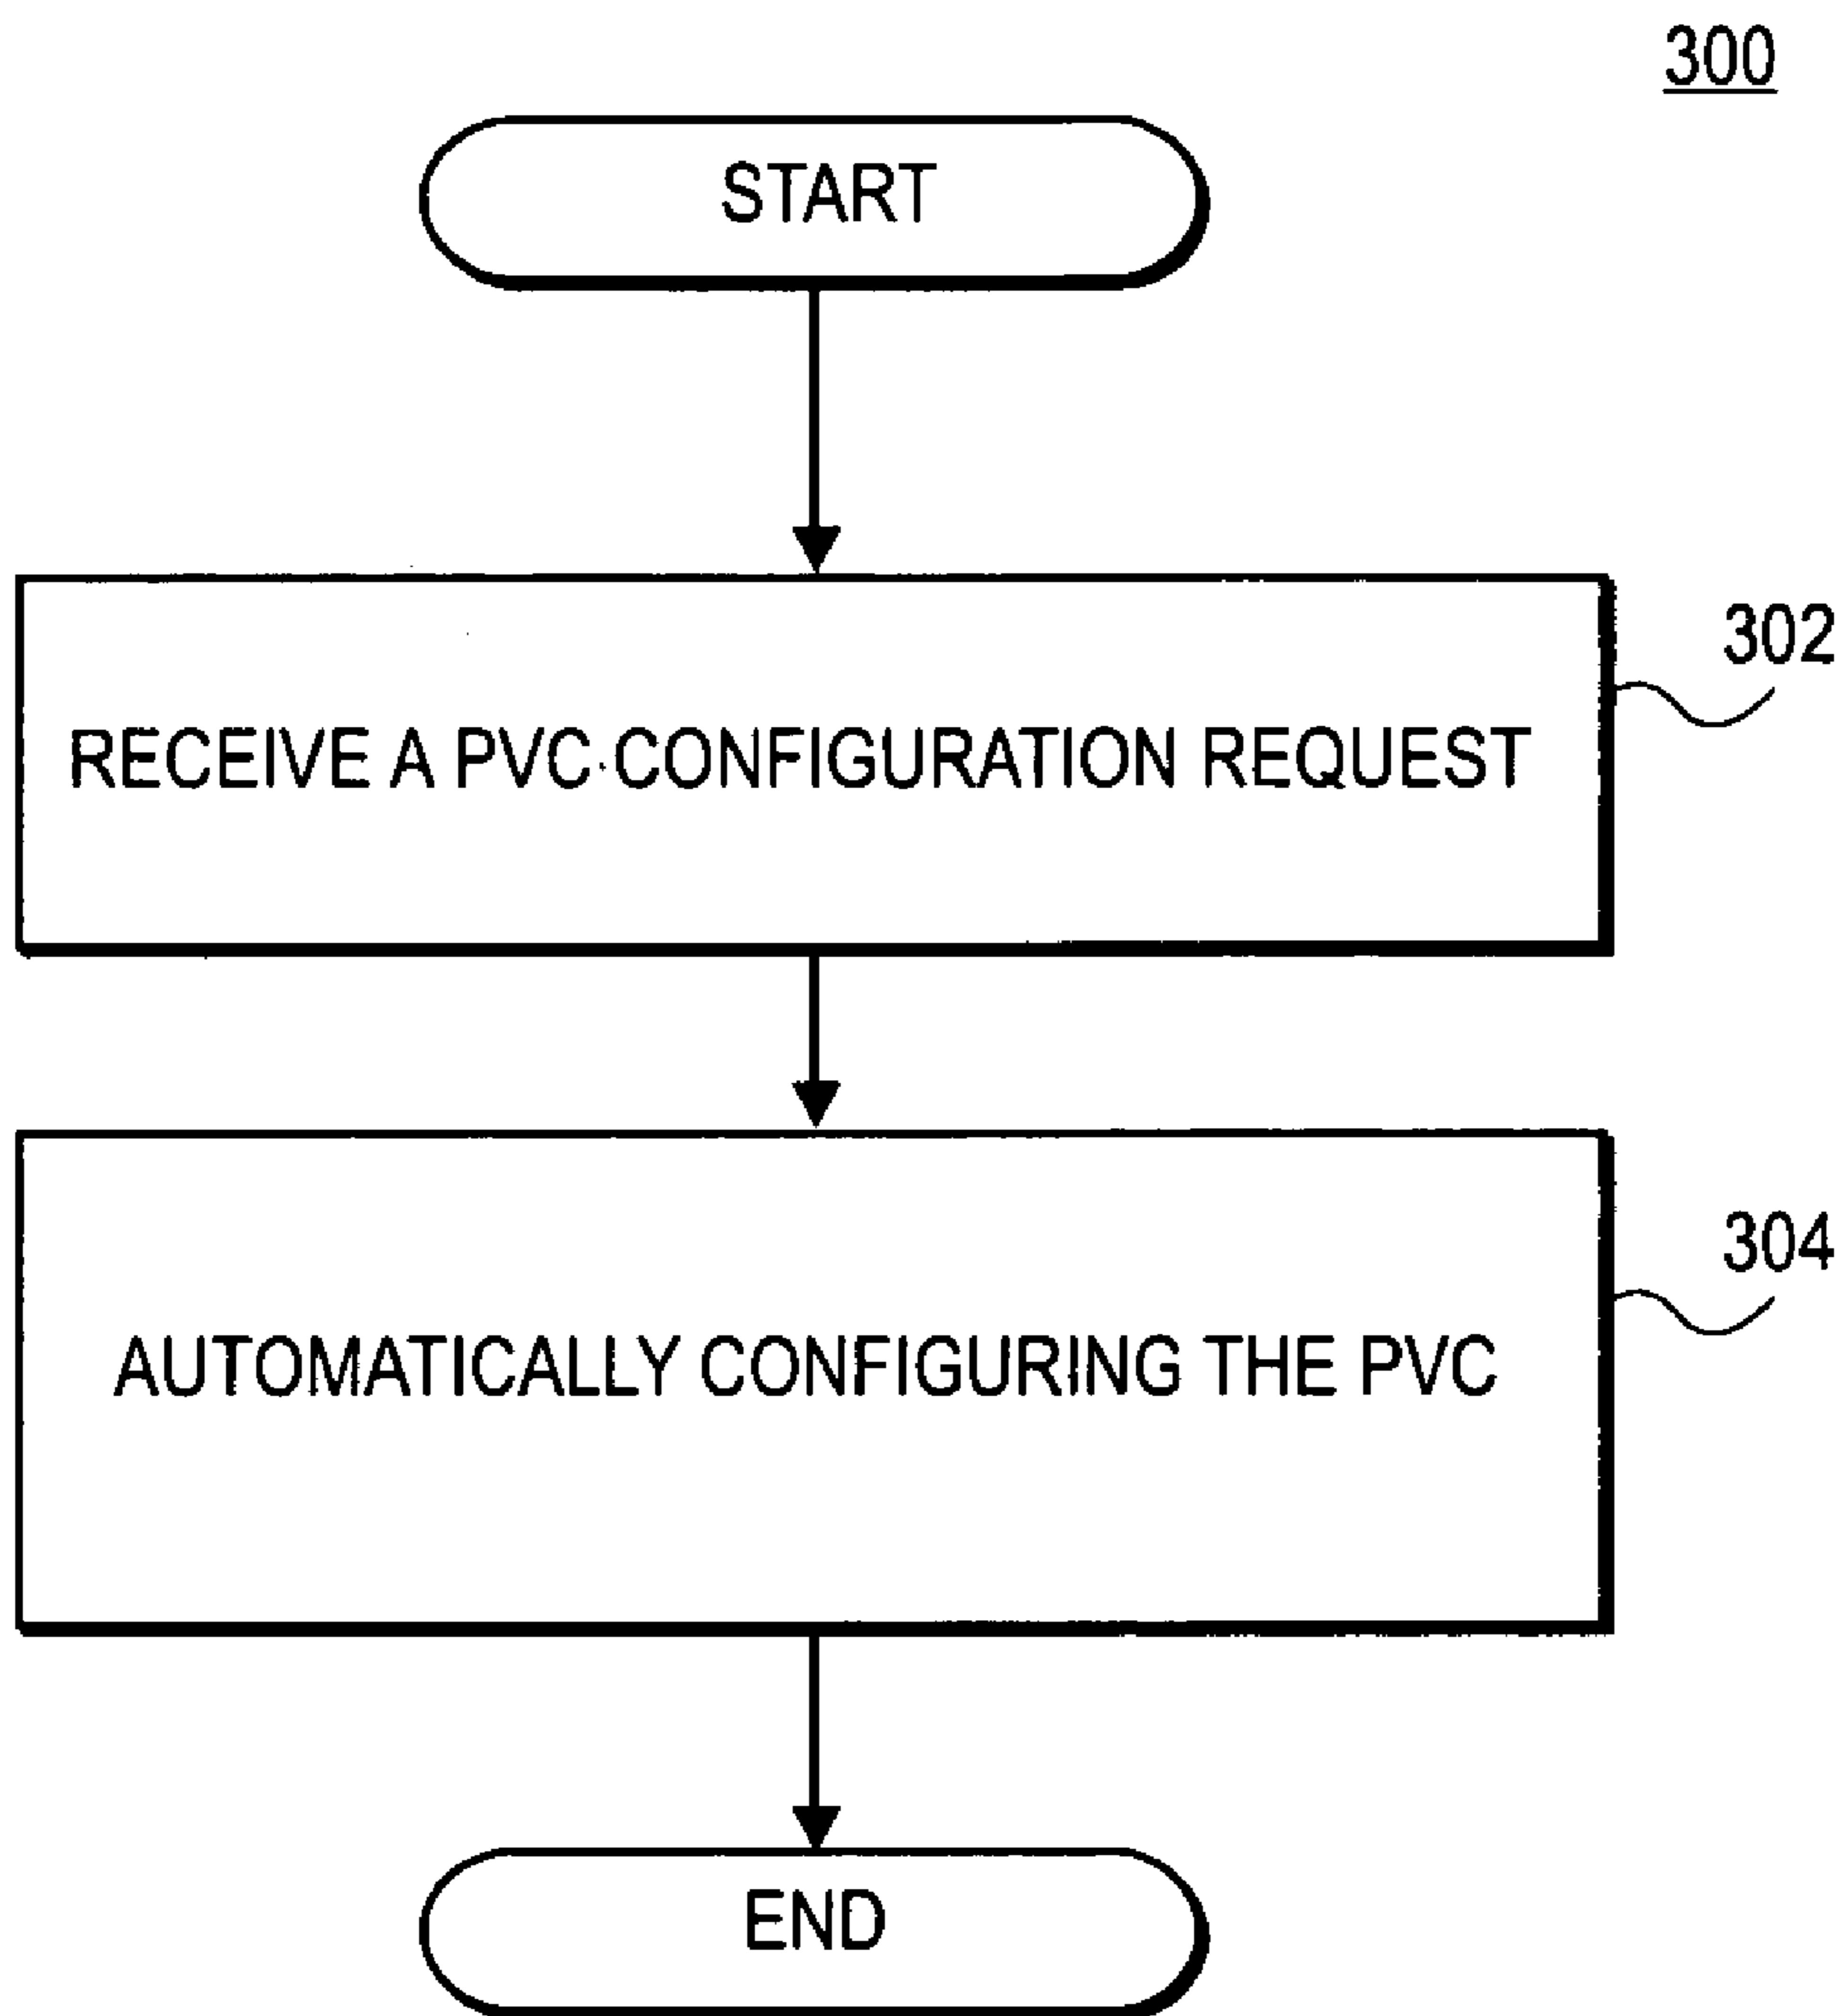 300
START
RECEIVE A PVC CONFIGURATION REQUEST
302
AUTOMATICALLY CONFIGURING THE PVC
304
END